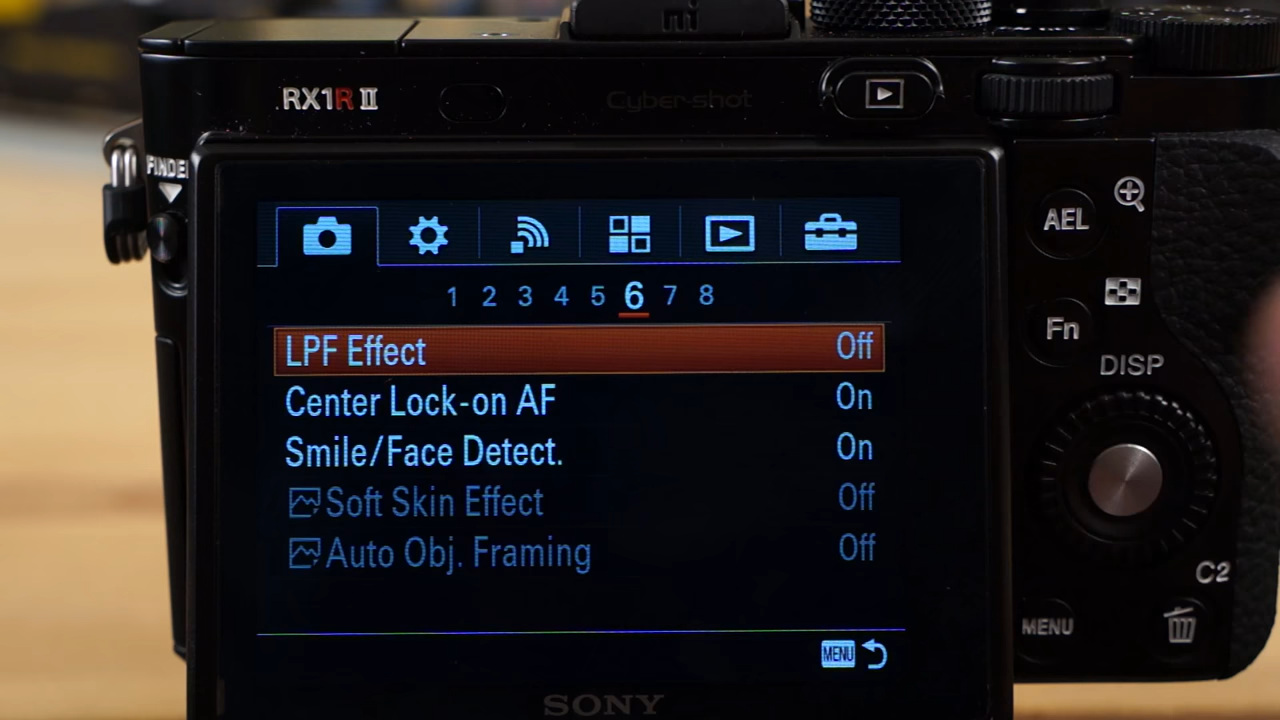 mi
RX1R II
Cyber-shot
FINDER
AEL
1 2 3 4 5 6 7 8
LPF Effect Off
Fn
Center Lock-on AF On
DISP
Smile/Face Detect. On
Soft Skin Effect Off
Auto Obj. Framing Off
C2
MENU
MENU
SONY